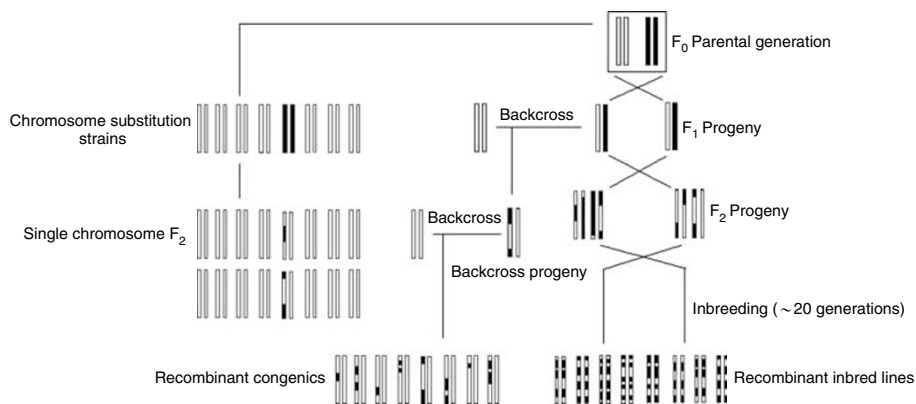 F0 Parental generation
Chromosome substitution
strains
Backcross
F1 Progeny
Single chromosome F2
Backcross
F2 Progeny
Backcross progeny
Inbreeding (~20 generations)
Recombinant congenics
Recombinant inbred lines